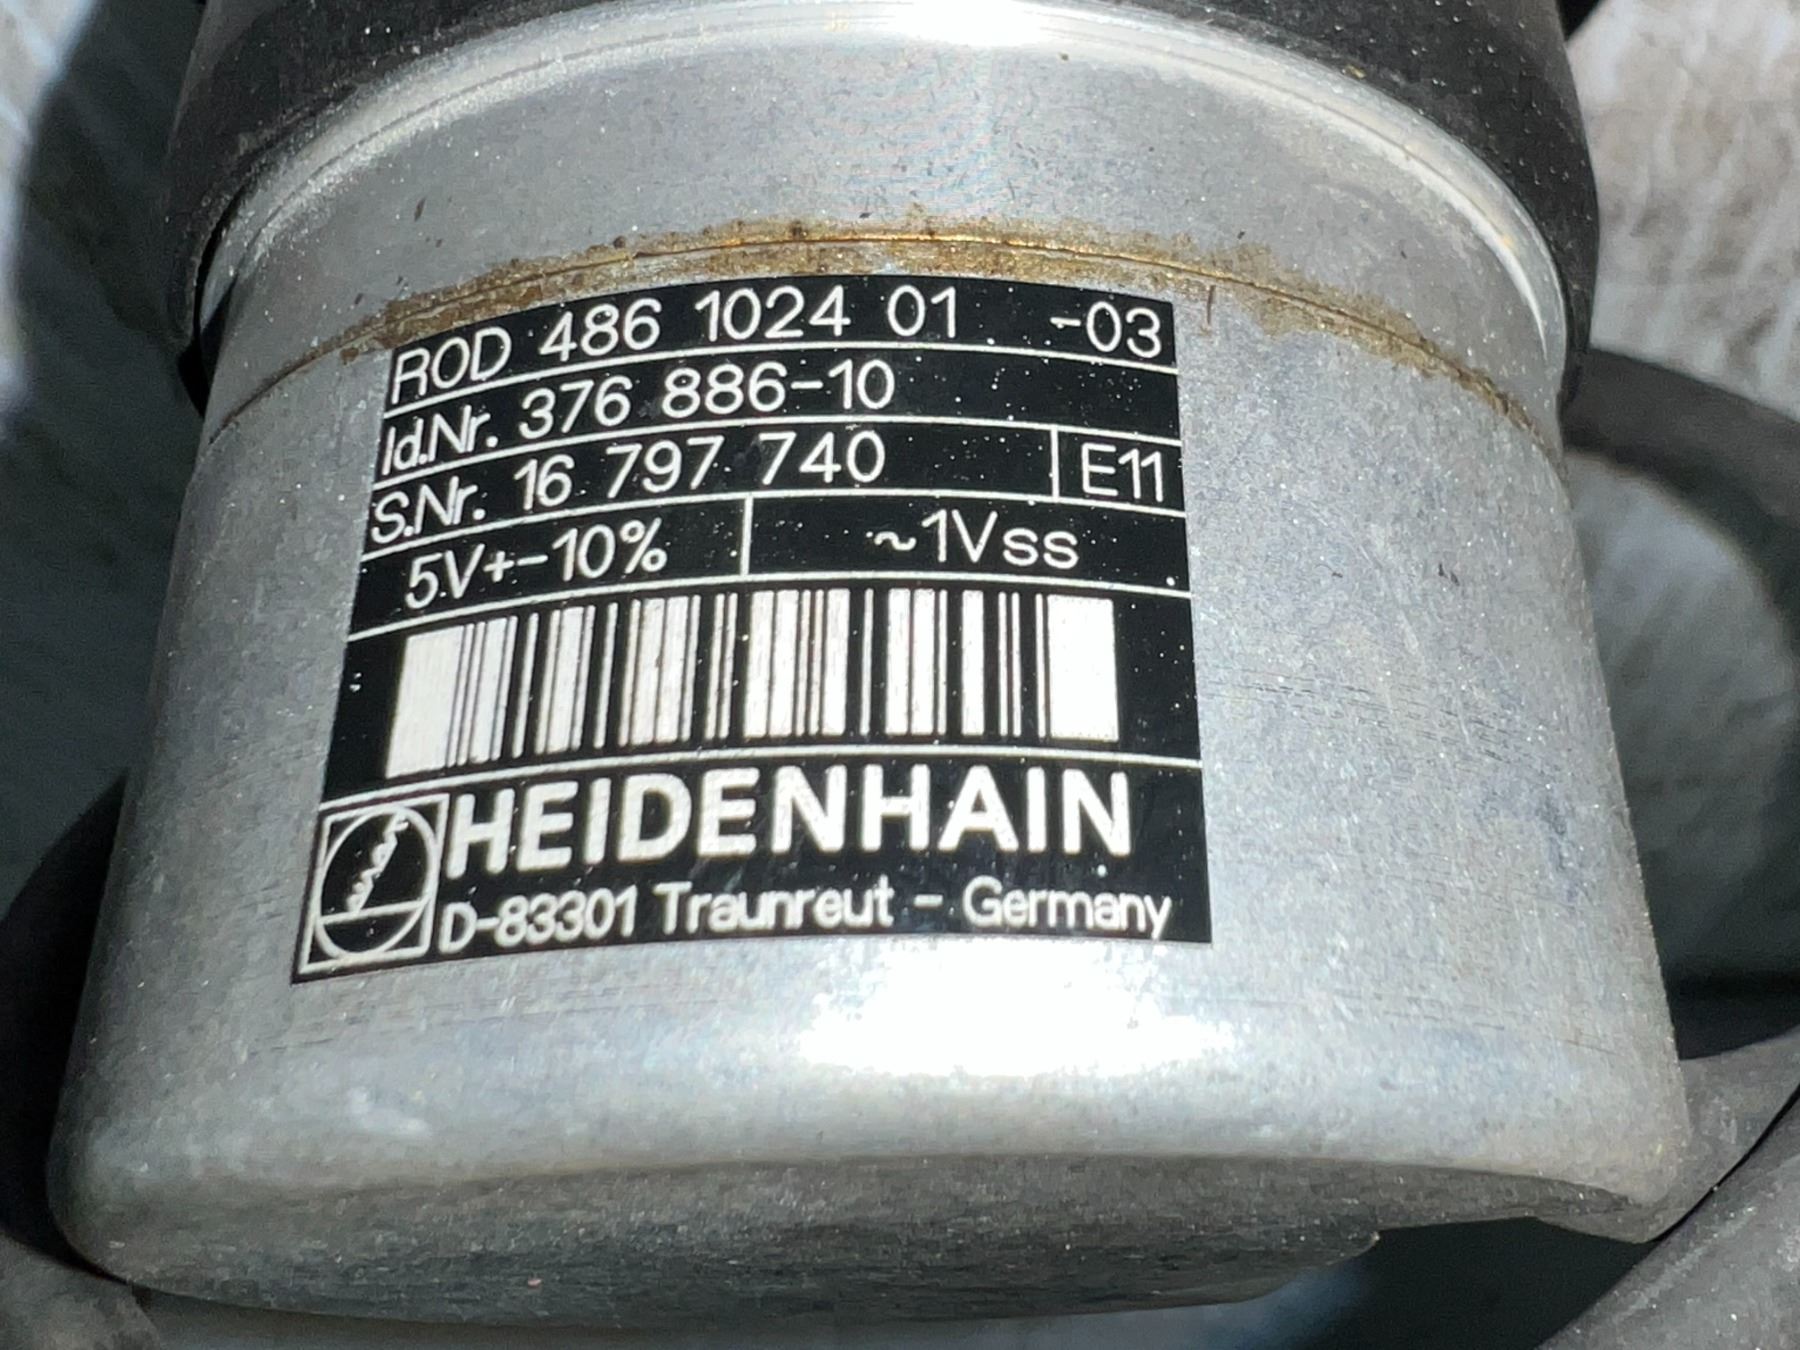 ROD 486 1024 01 -03
Id.Nr. 376 886-10
S.Nr. 16 797 740 E11
5V+-10% ~1Vss
HEIDENHAIN
D-83301 Traunreut - Germany